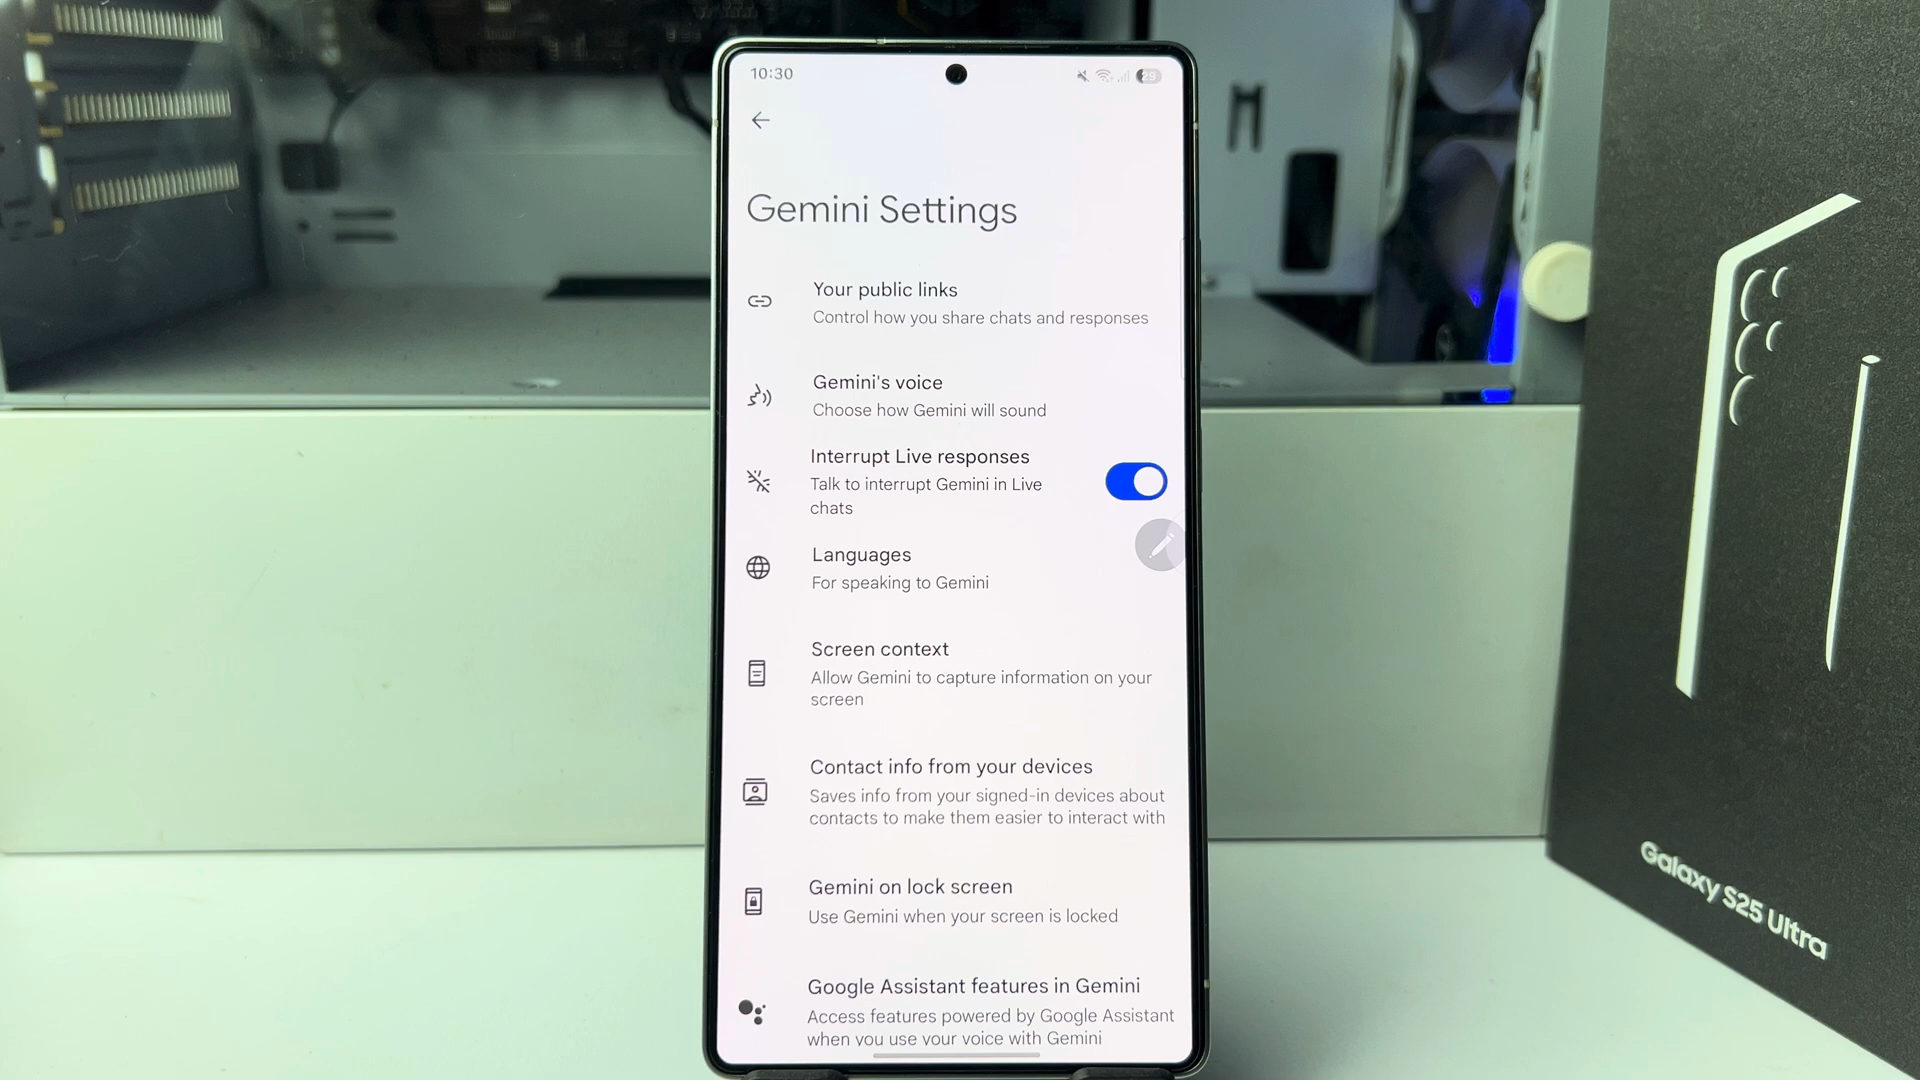 10:30
29
Gemini Settings
Your public links
Control how you share chats and responses
Gemini's voice
Choose how Gemini will sound
Interrupt Live responses
Talk to interrupt Gemini in Live
chats
Languages
For speaking to Gemini
Screen context
Allow Gemini to capture information on your
screen
Contact info from your devices
Saves info from your signed-in devices about
contacts to make them easier to interact with
Gemini on lock screen
Use Gemini when your screen is locked
Google Assistant features in Gemini
Access features powered by Google Assistant
when you use your voice with Gemini
Galaxy S25 Ultra